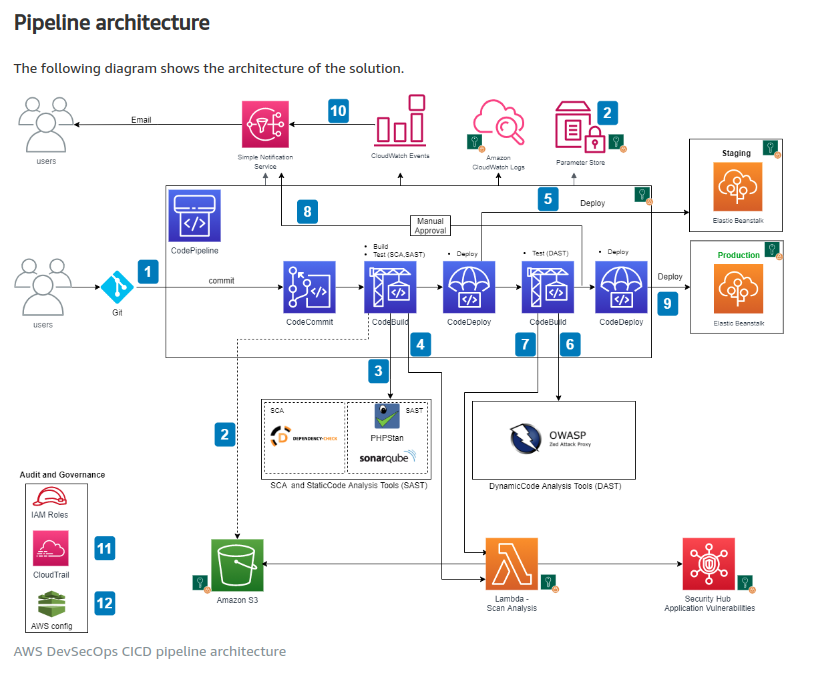 Pipeline architecture
The following diagram shows the architecture of the solution.
users
Email
Simple Notification
Service
10
CloudWatch Events
Amazon
CloudWatch Logs
2
Parameter Store
Staging
Elastic Beanstalk
CodePipeline
8
Manual
Approval
5
Deploy
Production
Elastic Beanstalk
users
Git
1
commit
CodeCommit
• Build
• Test (SCA,SAST)
CodeBuild
• Deploy
CodeDeploy
• Test (DAST)
CodeBuild
• Deploy
CodeDeploy
Deploy
9
3
4
7
6
2
SCA
DEPENDENCY-CHECK
SAST
PHPStan
sonarqube
SCA and StaticCode Analysis Tools (SAST)
OWASP
Zed Attack Proxy
DynamicCode Analysis Tools (DAST)
Audit and Governance
IAM Roles
CloudTrail
11
AWS config
12
Amazon S3
Lambda -
Scan Analysis
Security Hub
Application Vulnerabilities
AWS DevSecOps CICD pipeline architecture